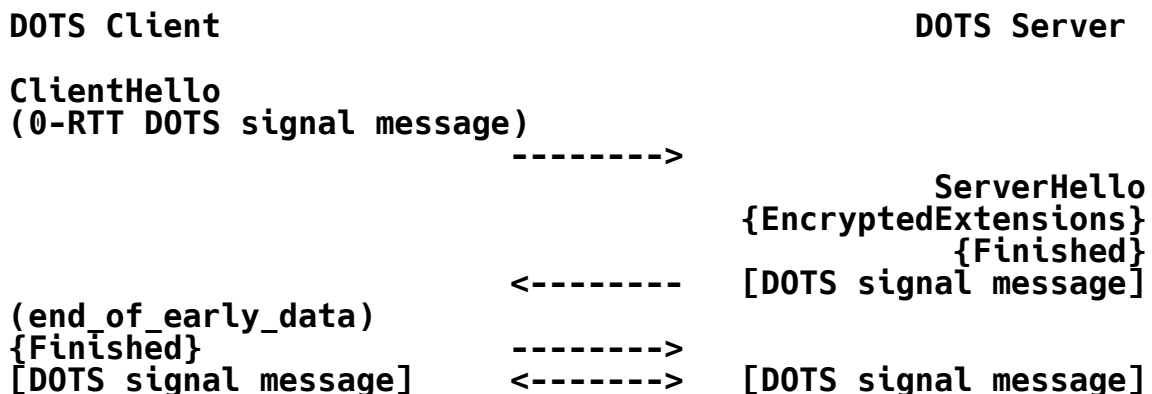 DOTS Client                                 DOTS Server
ClientHello
(0-RTT DOTS signal message)
-------->
ServerHello
{EncryptedExtensions}
{Finished}
<--------   [DOTS signal message]
(end_of_early_data)
{Finished}               -------->
[DOTS signal message]    <------->   [DOTS signal message]